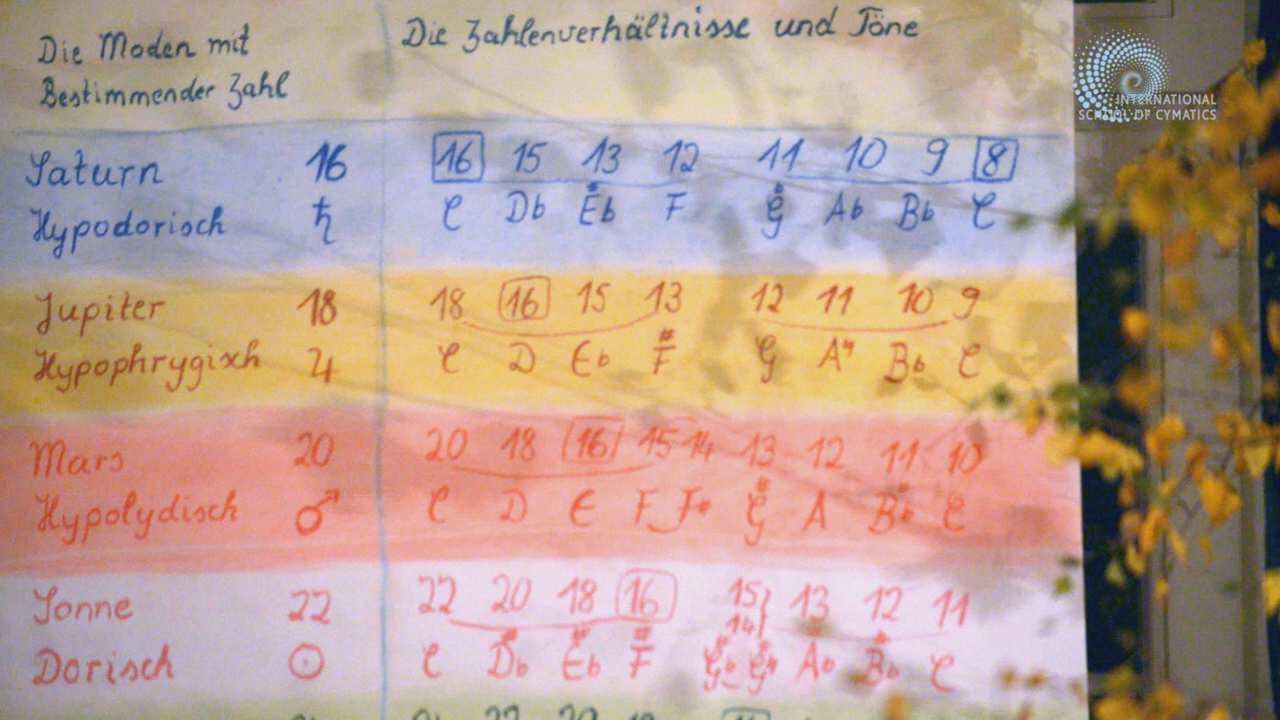 Die Moden mit
Bestimmender Zahl
Die Zahlenverhältnisse und Töne
INTERNATIONAL
SCHOOL OF CYMATICS
Saturn 16 16 15 13 12 11 10 9 8
Hypodorisch ♄ C Db Eb F G Ab Bb C
Jupiter 18 18 16 15 13 12 11 10 9
Hypophrygisch ♃ C D Eb F G A Bb C
Mars 20 20 18 16 15 14 13 12 11 10
Hypolydisch ♂ C D E F F# G A Bb C
Sonne 22 22 20 18 16 15 14 13 12 11
Dorisch ☉ C Db Eb F Gb G Ab Bb C
22 20